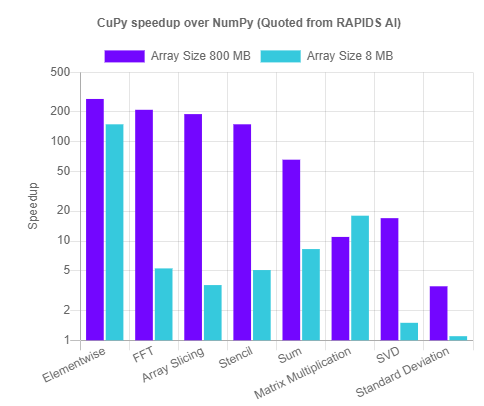 CuPy speedup over NumPy (Quoted from RAPIDS AI)
Array Size 800 MB
Array Size 8 MB
500
200
100
50
20
10
5
2
1
Speedup
Elementwise
FFT
Array Slicing
Stencil
Sum
Matrix Multiplication
SVD
Standard Deviation